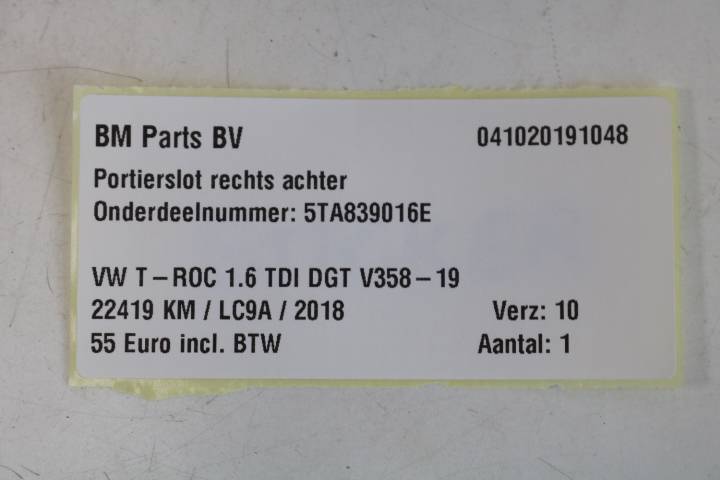 BM Parts BV 041020191048
Portierslot rechts achter
Onderdeelnummer: 5TA839016E
VW T-ROC 1.6 TDI DGT V358-19
22419 KM / LC9A / 2018 Verz: 10
55 Euro incl. BTW Aantal: 1